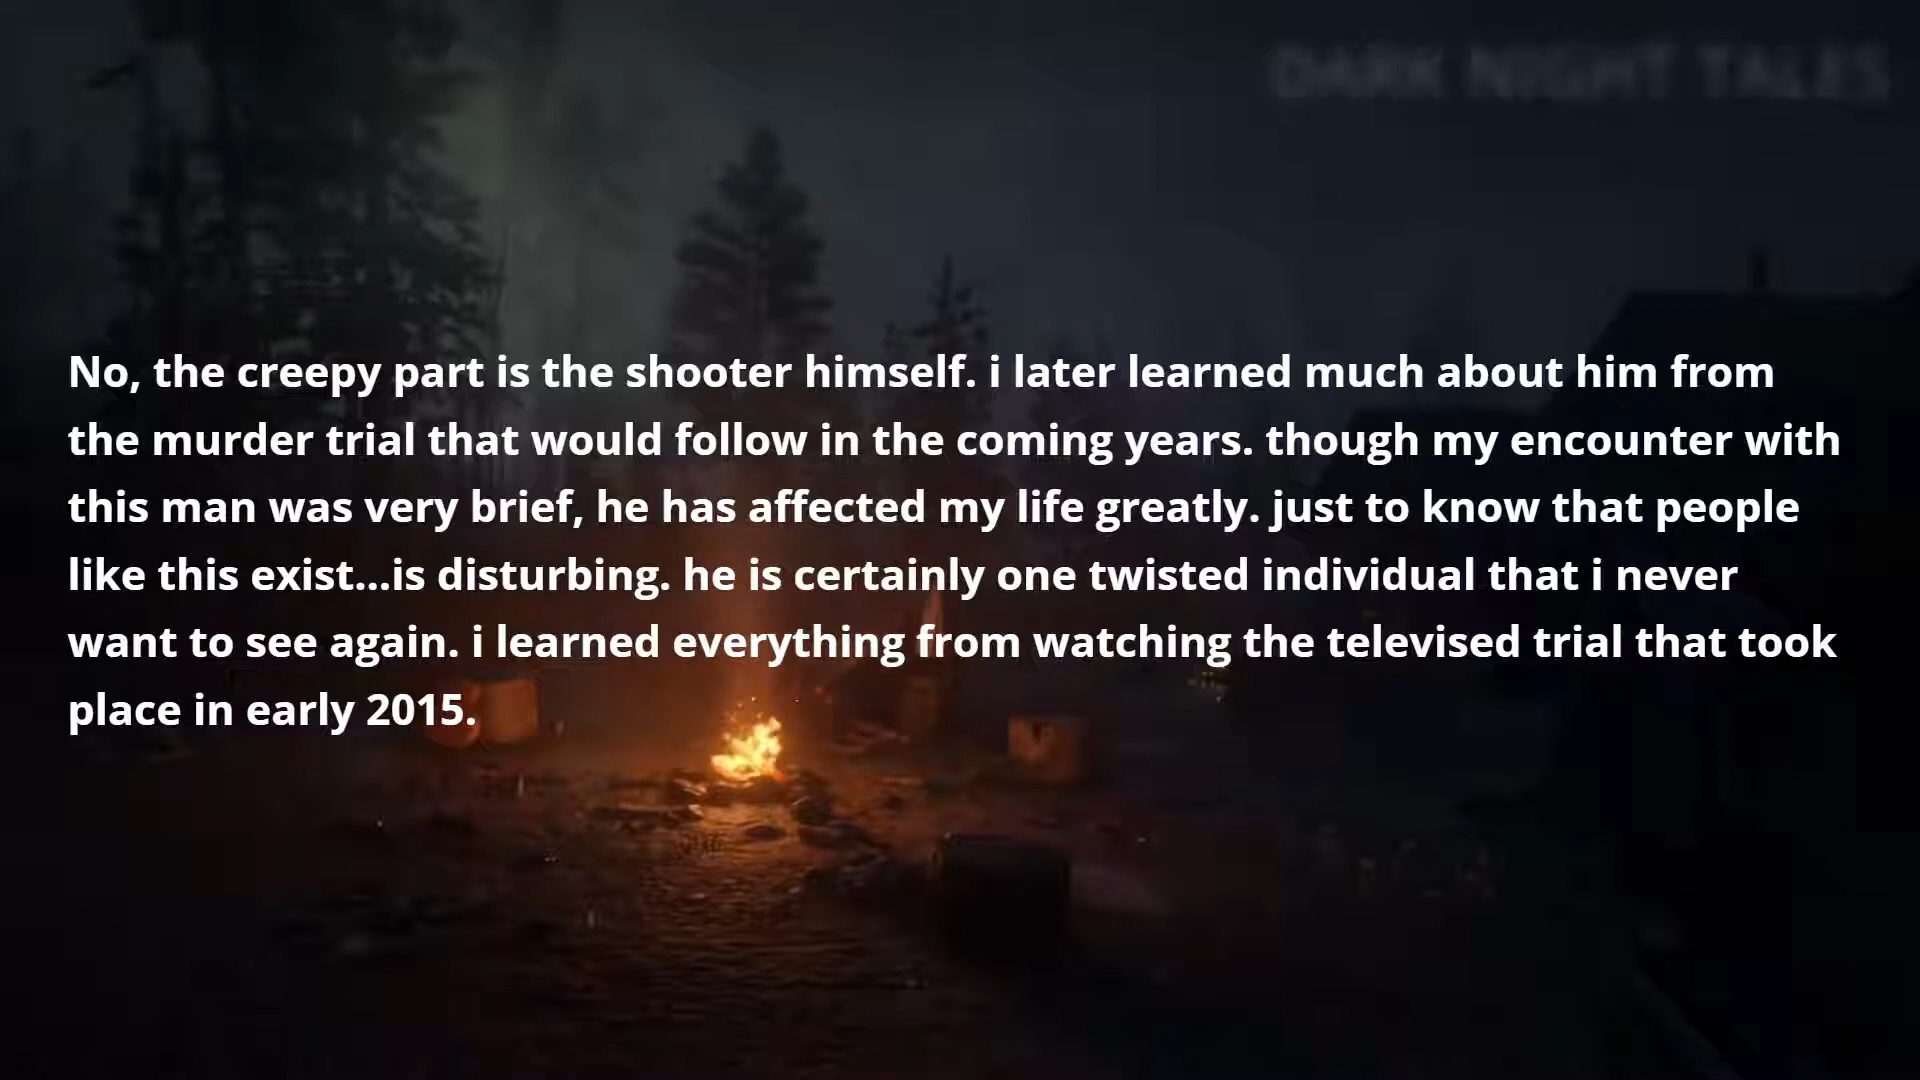 DARK NIGHT TALES
No, the creepy part is the shooter himself. i later learned much about him from
the murder trial that would follow in the coming years. though my encounter with
this man was very brief, he has affected my life greatly. just to know that people
like this exist...is disturbing. he is certainly one twisted individual that i never
want to see again. i learned everything from watching the televised trial that took
place in early 2015.